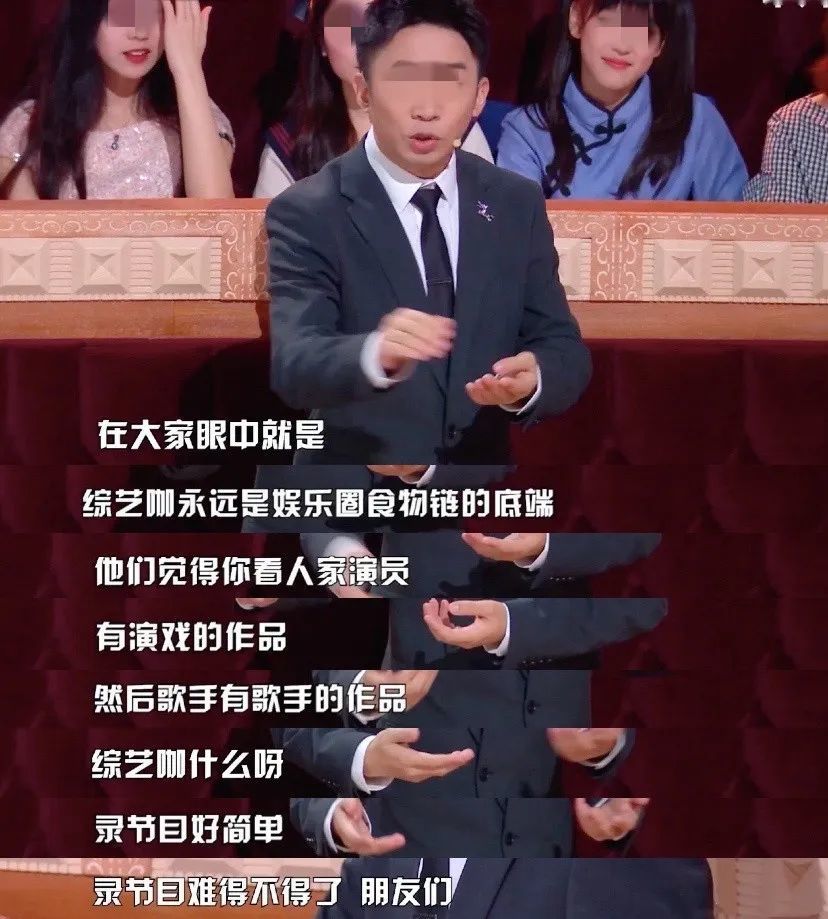 在大家眼中就是
综艺咖永远是娱乐圈食物链的底端
他们觉得你看人家演员
有演戏的作品
然后歌手有歌手的作品
综艺咖什么呀
录节目好简单
录节目难得不得了 朋友们